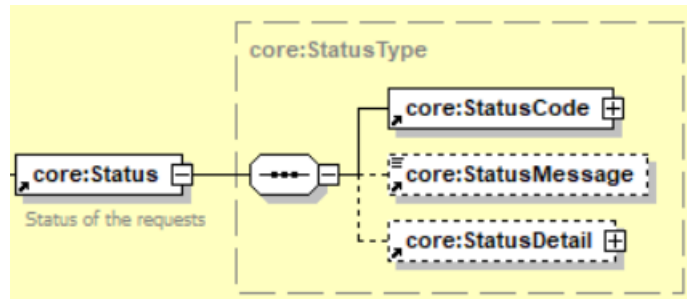 core:StatusType
core:StatusCode
core:Status
core:StatusMessage
Status of the requests
core:StatusDetail